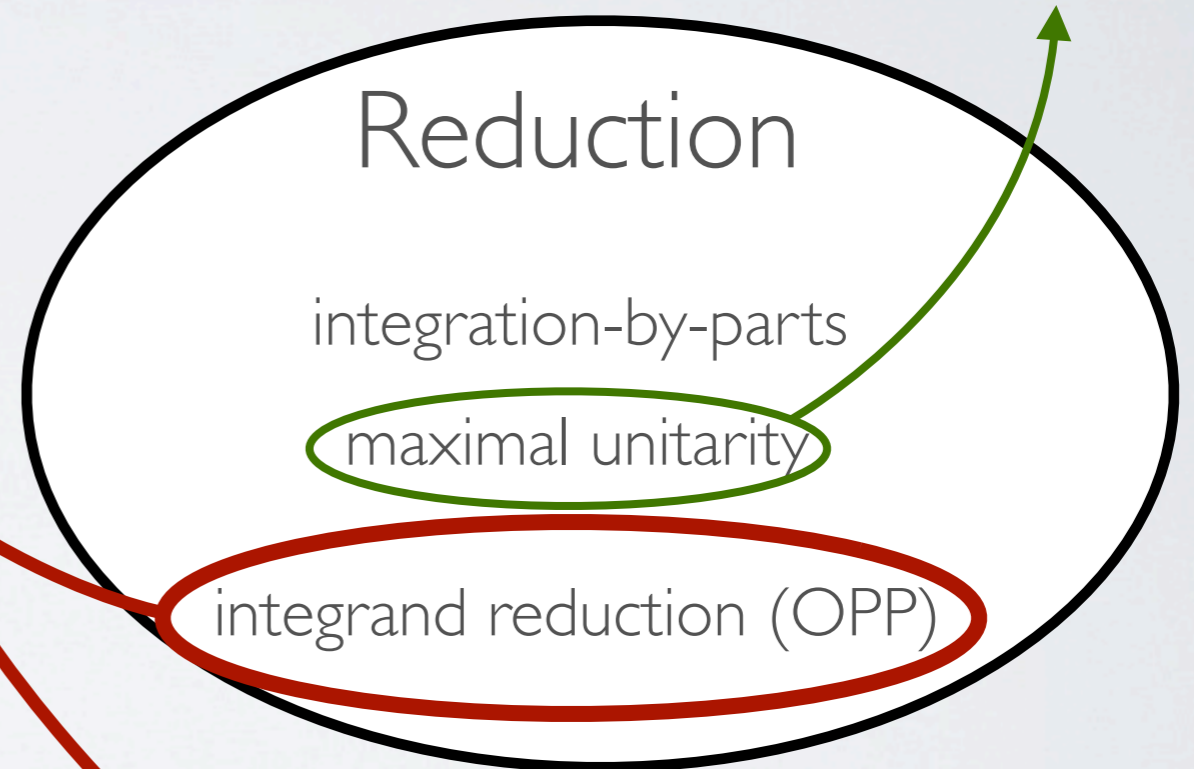 Reduction
integration-by-parts
maximal unitarity
integrand reduction (OPP)